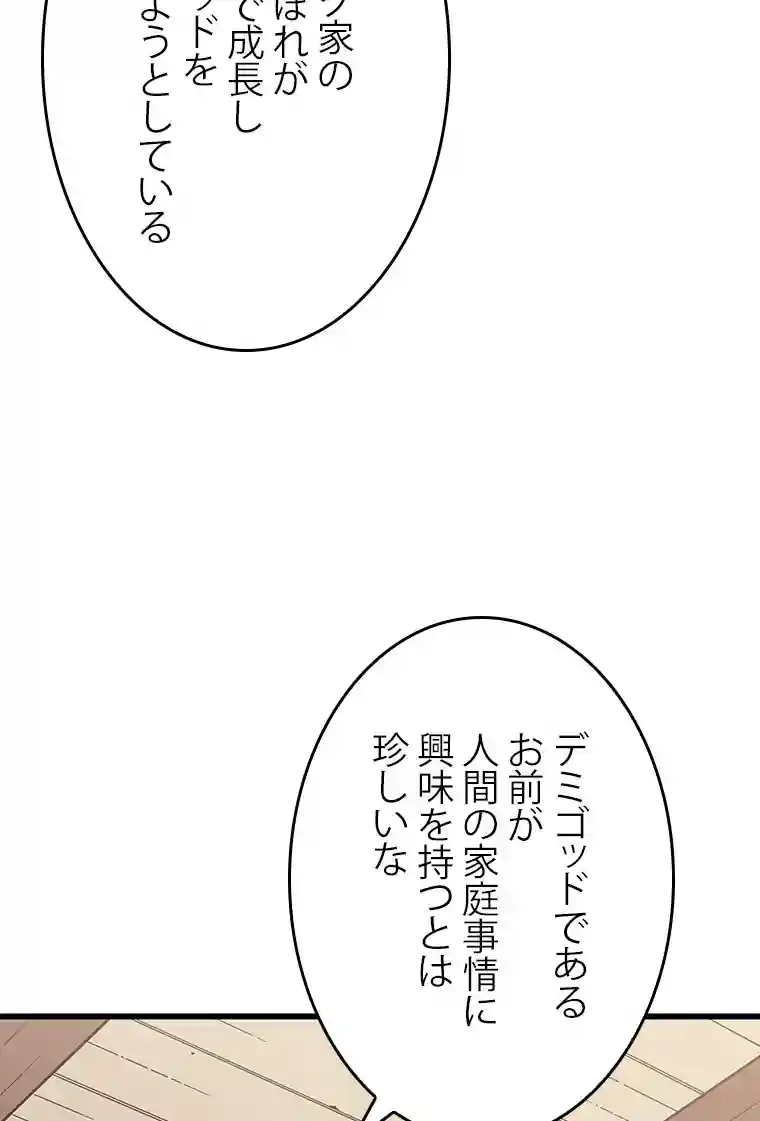 家の
ばれが
で成長し
ドを
ようとしている
デミゴッドである
お前が
人間の家庭事情に
興味を持つとは
珍しいな